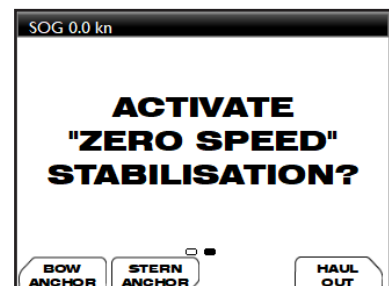 SOG 0.0 kn
ACTIVATE
"ZERO SPEED"
STABILISATION?
BOW STERN HAUL
ANCHOR ANCHOR OUT